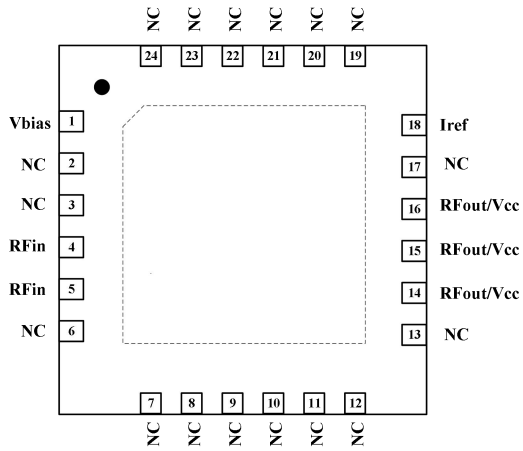 NC NC NC NC NC NC
24 23 22 21 20 19
Vbias 1
18 Iref
NC 2
17 NC
NC 3
16 RFout/Vcc
RFin 4
15 RFout/Vcc
RFin 5
14 RFout/Vcc
NC 6
13 NC
7 8 9 10 11 12
NC NC NC NC NC NC